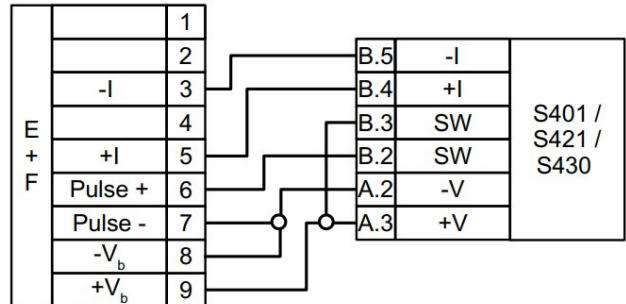 E + F
1
2
-I 3
4
+I 5
Pulse + 6
Pulse - 7
-Vb 8
+Vb 9
B.5 -I
B.4 +I
B.3 SW
B.2 SW
A.2 -V
A.3 +V
S401 /
S421 /
S430